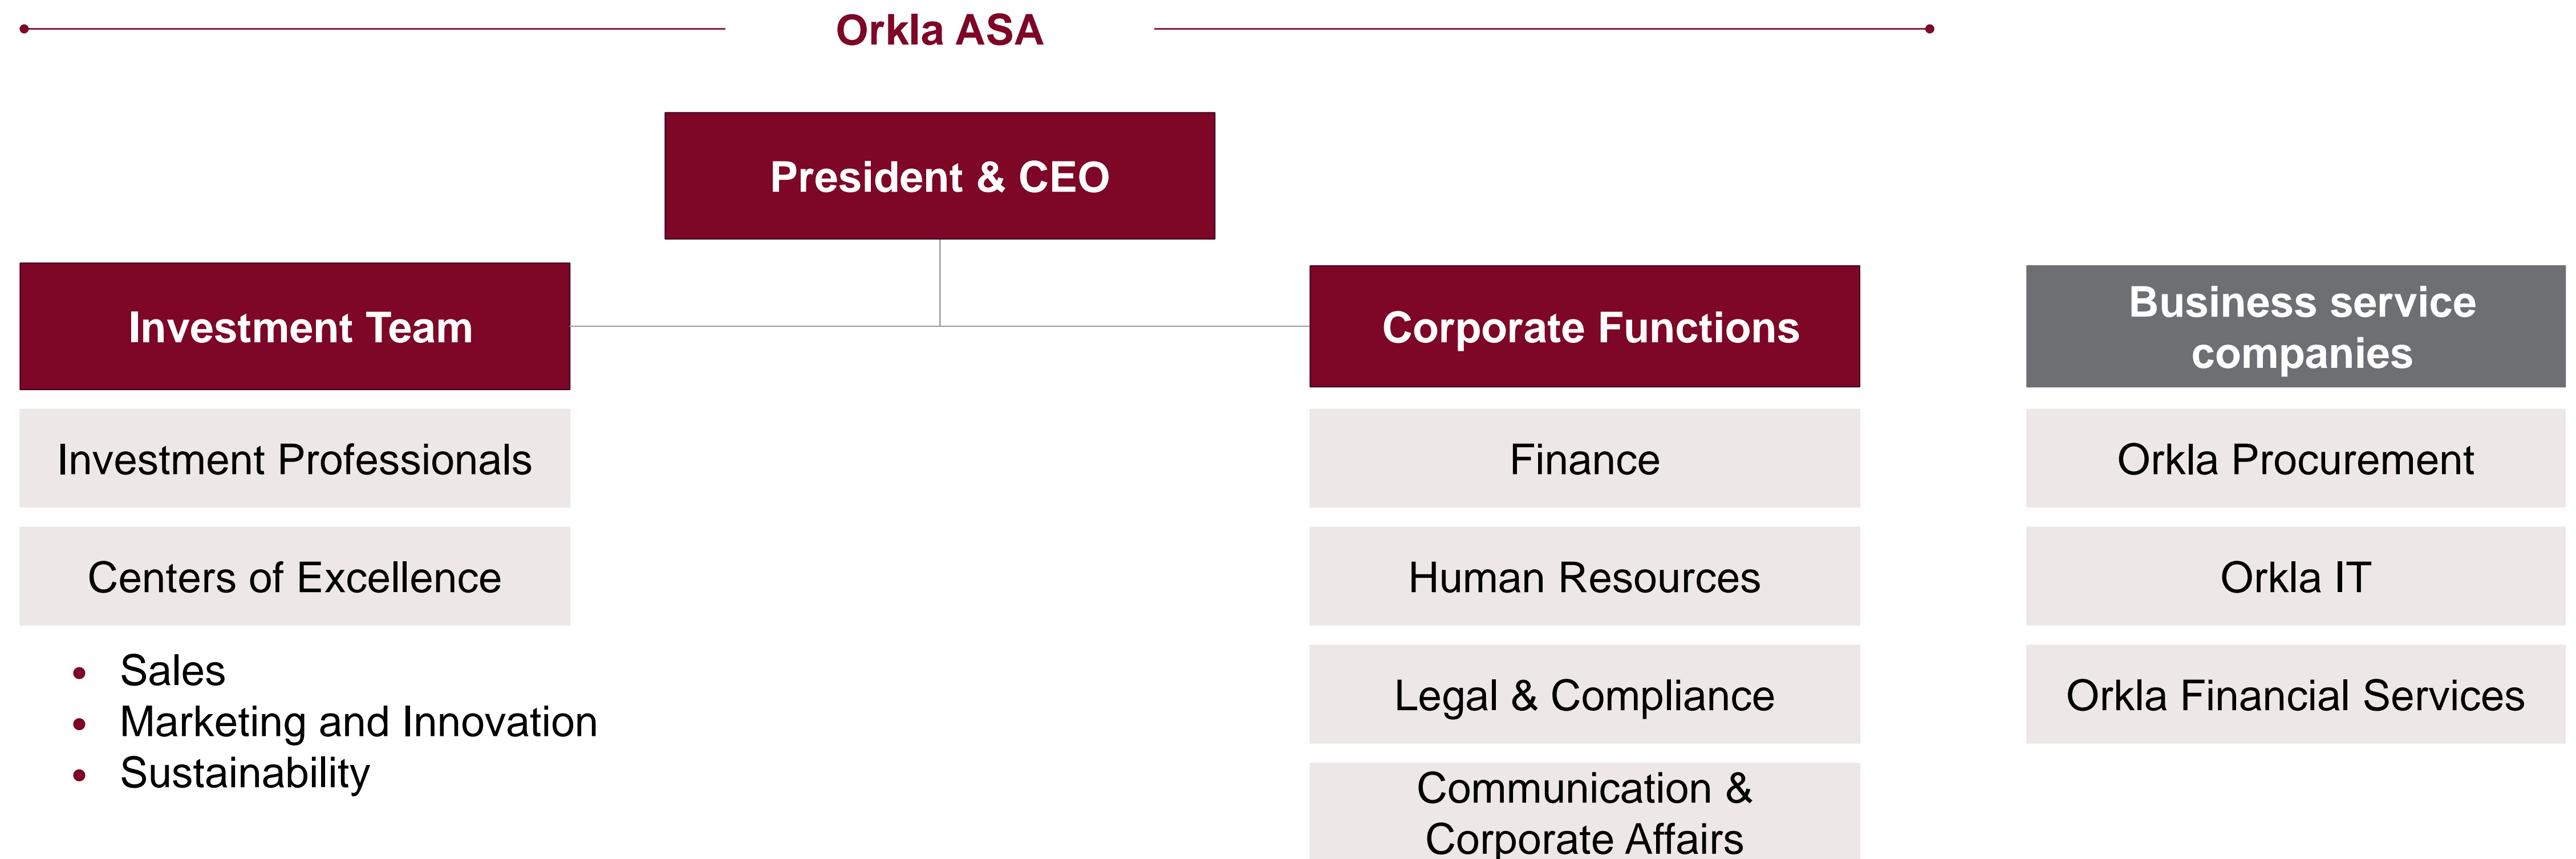 Orkla ASA
President & CEO
Investment Team
Investment Professionals
Centers of Excellence
• Sales
• Marketing and Innovation
• Sustainability
Corporate Functions
Finance
Human Resources
Legal & Compliance
Communication &
Corporate Affairs
Business service
companies
Orkla Procurement
Orkla IT
Orkla Financial Services